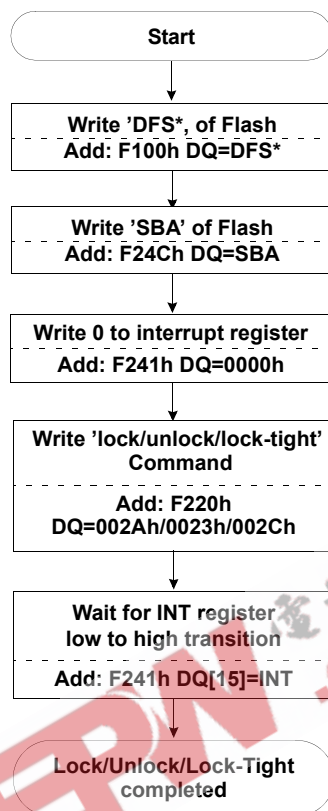 Start
Write 'DFS*, of Flash
Add: F100h DQ=DFS*
Write ’SBA’ of Flash
Add: F24Ch DQ=SBA
Write 0 to interrupt register
Add: F241h DQ=0000h
Write ’lock/unlock/lock-tight’
Command
Add: F220h
DQ=002Ah/0023h/002Ch
Wait for INT register
low to high transition
Add: F241h DQ[15]=INT
Lock/Unlock/Lock-Tight
completed